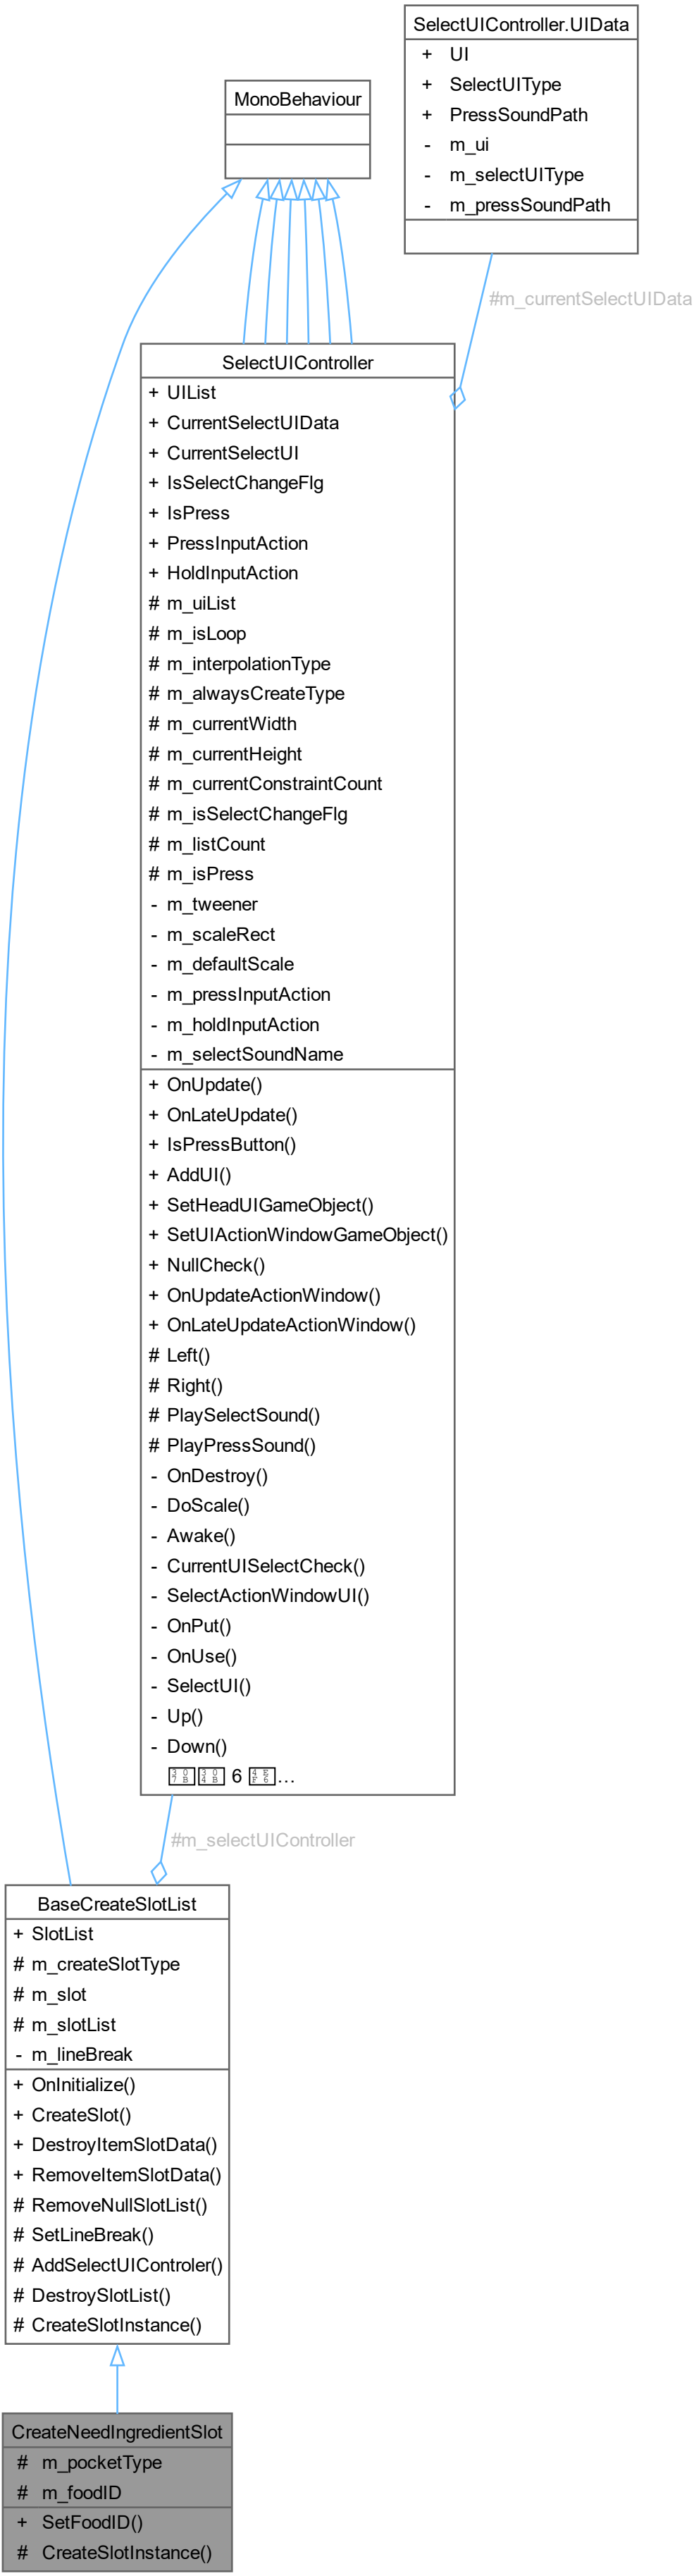 SelectUIController.UIData
+ UI
+ SelectUIType
+ PressSoundPath
- m_ui
- m_selectUIType
- m_pressSoundPath
MonoBehaviour
#m_currentSelectUIData
SelectUIController
+ UIList
+ CurrentSelectUIData
+ CurrentSelectUI
+ IsSelectChangeFlg
+ IsPress
+ PressInputAction
+ HoldInputAction
# m_uiList
# m_isLoop
# m_interpolationType
# m_alwaysCreateType
# m_currentWidth
# m_currentHeight
# m_currentConstraintCount
# m_isSelectChangeFlg
# m_listCount
# m_isPress
- m_tweener
- m_scaleRect
- m_defaultScale
- m_pressInputAction
- m_holdInputAction
- m_selectSoundName
+ OnUpdate()
+ OnLateUpdate()
+ IsPressButton()
+ AddUI()
+ SetHeadUIGameObject()
+ SetUIActionWindowGameObject()
+ NullCheck()
+ OnUpdateActionWindow()
+ OnLateUpdateActionWindow()
# Left()
# Right()
# PlaySelectSound()
# PlayPressSound()
- OnDestroy()
- DoScale()
- Awake()
- CurrentUISelectCheck()
- SelectActionWindowUI()
- OnPut()
- OnUse()
- SelectUI()
- Up()
- Down()
6 ...
#m_selectUIController
BaseCreateSlotList
+ SlotList
# m_createSlotType
# m_slot
# m_slotList
- m_lineBreak
+ OnInitialize()
+ CreateSlot()
+ DestroyItemSlotData()
+ RemoveItemSlotData()
# RemoveNullSlotList()
# SetLineBreak()
# AddSelectUIControler()
# DestroySlotList()
# CreateSlotInstance()
CreateNeedIngredientSlot
# m_pocketType
# m_foodID
+ SetFoodID()
# CreateSlotInstance()